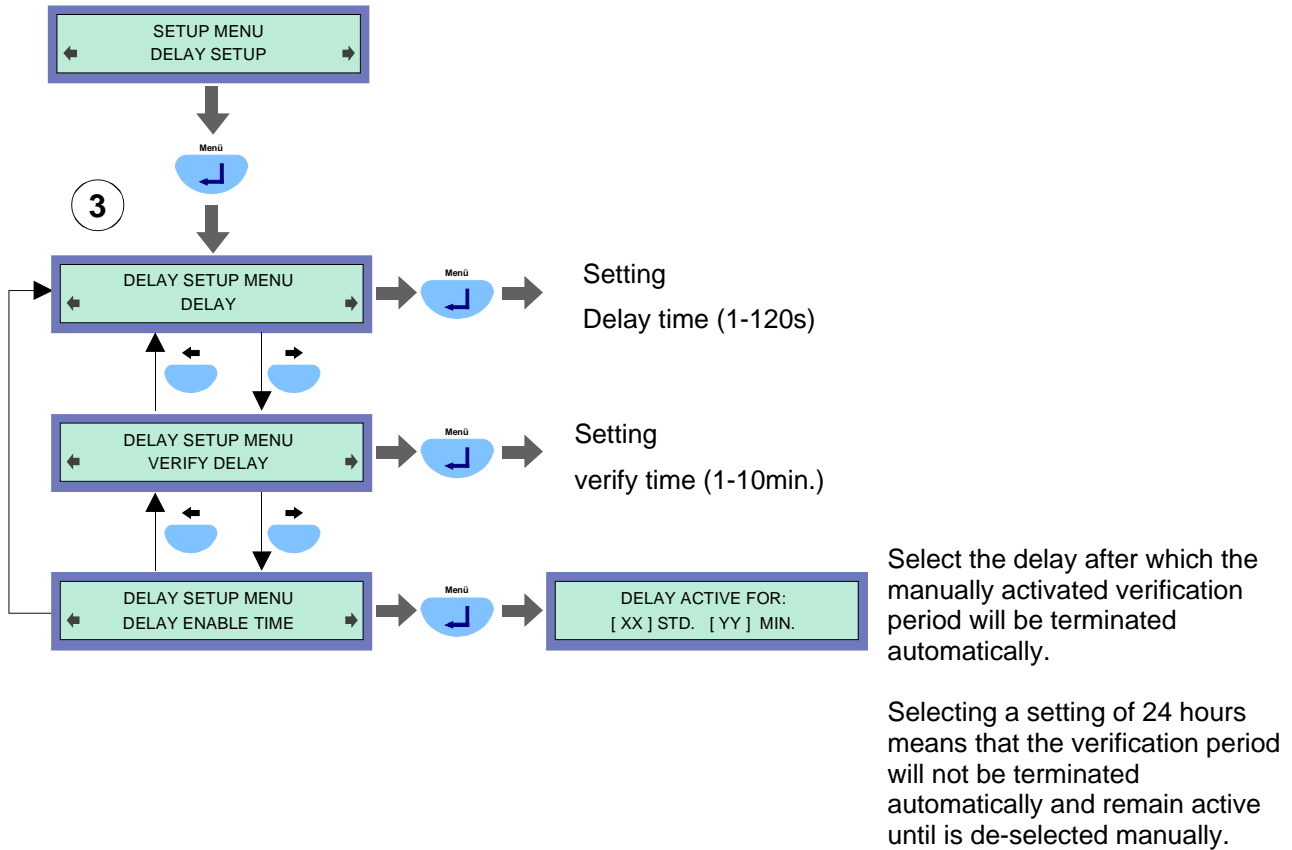 SETUP MENU
DELAY SETUP
Menü
3
DELAY SETUP MENU
DELAY
Menü
Setting
Delay time (1-120s)
DELAY SETUP MENU
VERIFY DELAY
Menü
Setting
verify time (1-10min.)
DELAY SETUP MENU
DELAY ENABLE TIME
Menü
DELAY ACTIVE FOR:
[ XX ] STD. [ YY ] MIN.
Select the delay after which the
manually activated verification
period will be terminated
automatically.
Selecting a setting of 24 hours
means that the verification period
will not be terminated
automatically and remain active
until is de-selected manually.